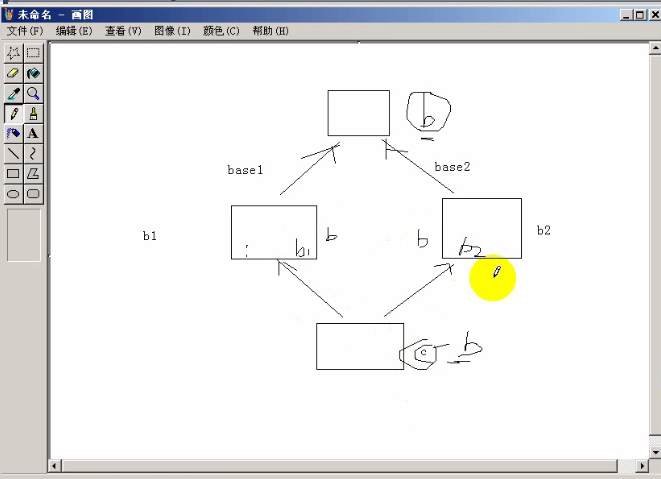 未命名 - 画图
文件(F) 编辑(E) 查看(V) 图像(I) 颜色(C) 帮助(H)
A
b
base1 base2
b1 b1 b b b2 b2
c b